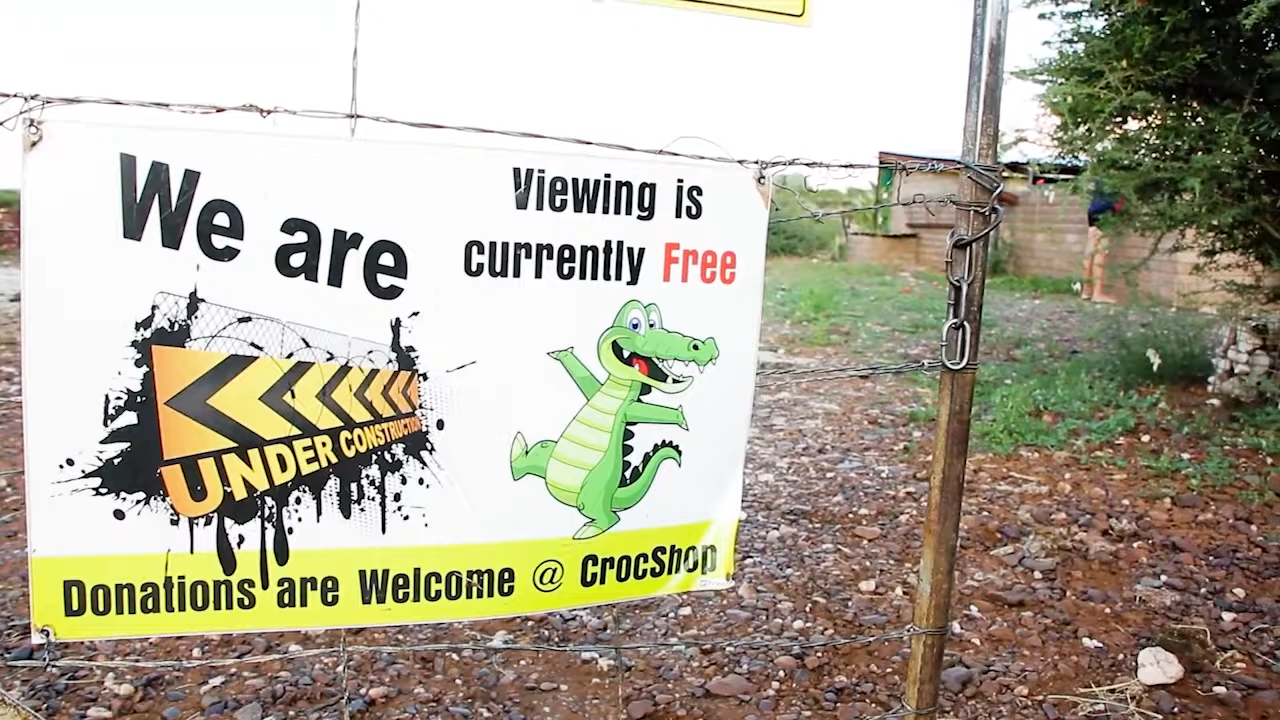 We are
UNDER CONSTRUCTION
Viewing is
currently Free
Donations are Welcome @ CrocShop